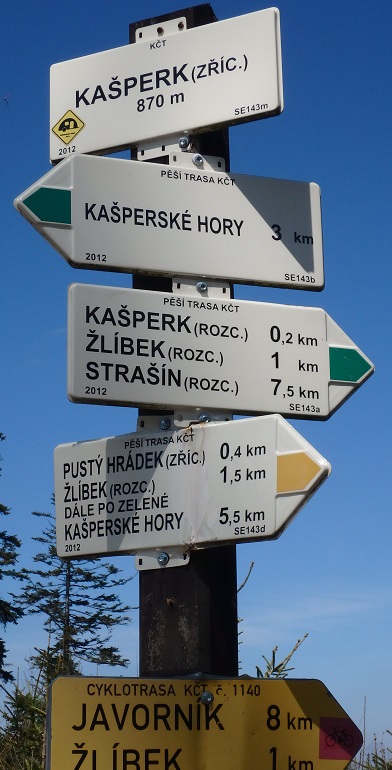 KČT
KAŠPERK (ZŘÍC.)
870 m
2012 SE143m
PĚŠÍ TRASA KČT
KAŠPERSKÉ HORY 3 km
2012 SE143b
PĚŠÍ TRASA KČT
KAŠPERK (ROZC.) 0,2 km
ŽLÍBEK (ROZC.) 1 km
STRAŠÍN (ROZC.) 7,5 km
2012 SE143a
PĚŠÍ TRASA KČT
PUSTÝ HRÁDEK (ZŘÍC.) 0,4 km
ŽLÍBEK (ROZC.) 1,5 km
DÁLE PO ZELENÉ
KAŠPERSKÉ HORY 5,5 km
2012 SE143d
CYKLOTRASA KČT č. 1140
JAVORNÍK 8 km
ŽLÍBEK 1 km